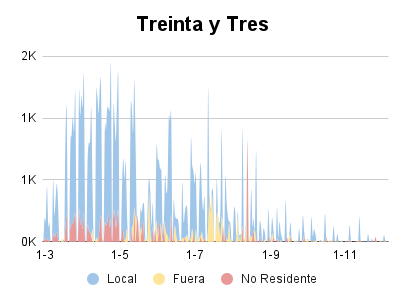 Treinta y Tres
2K
1K
1K
0K
1-3 1-5 1-7 1-9 1-11
Local Fuera No Residente